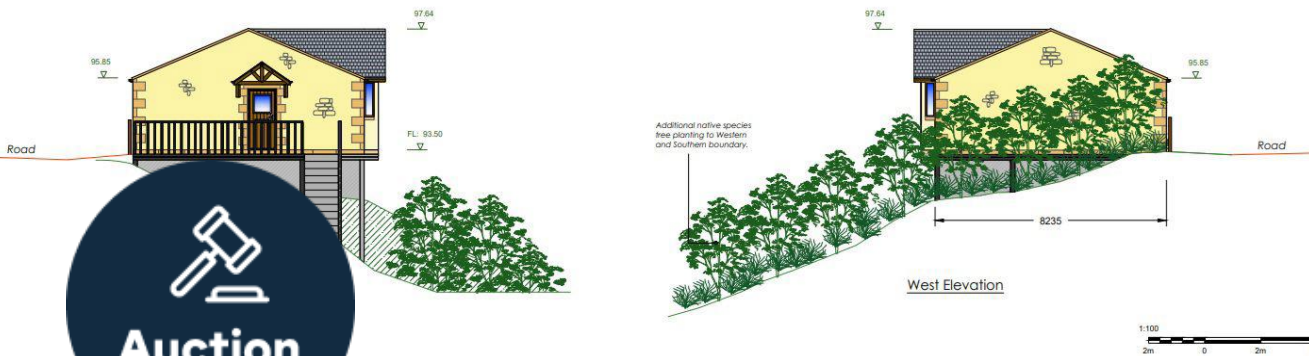 97.64
95.85
FL: 93.50
Road
Auction
97.64
95.85
Additional native species
tree planting to Western
and Southern boundary.
Road
8235
West Elevation
1:100
2m 0 2m